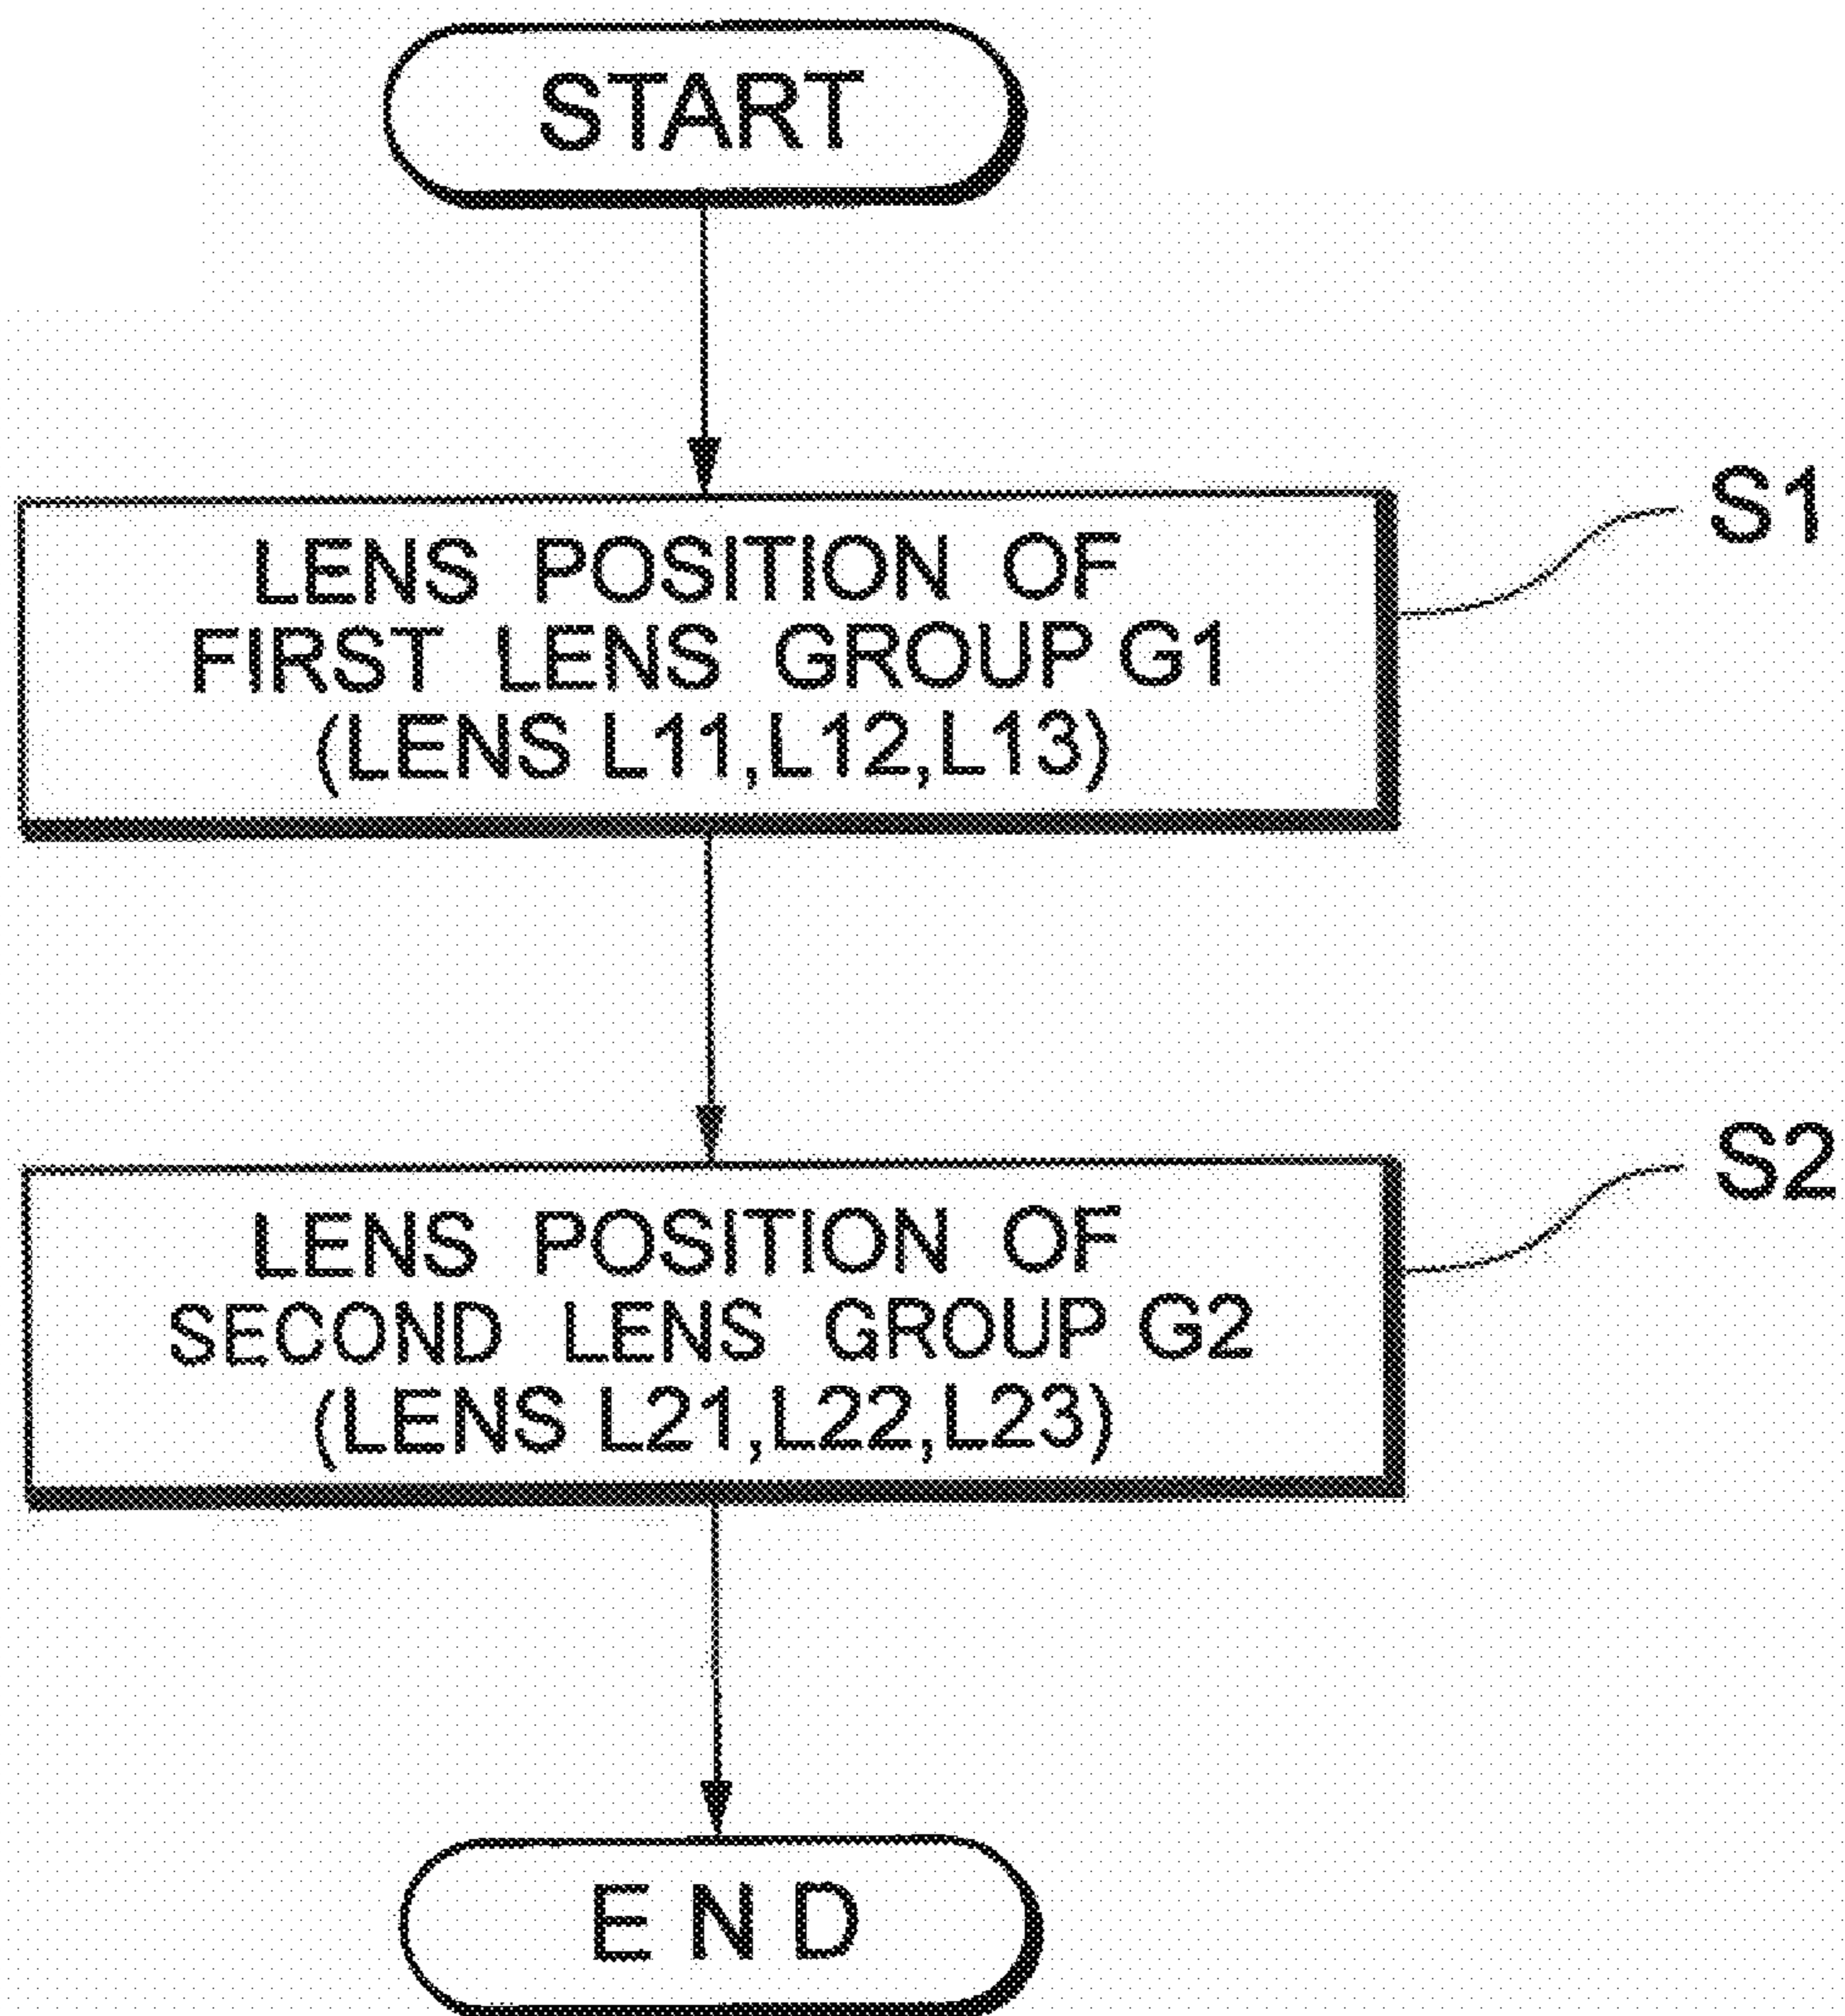 START
LENS POSITION OF
FIRST LENS GROUP G1
(LENS L11,L12,L13)
S1
LENS POSITION OF
SECOND LENS GROUP G2
(LENS L21,L22,L23)
S2
END